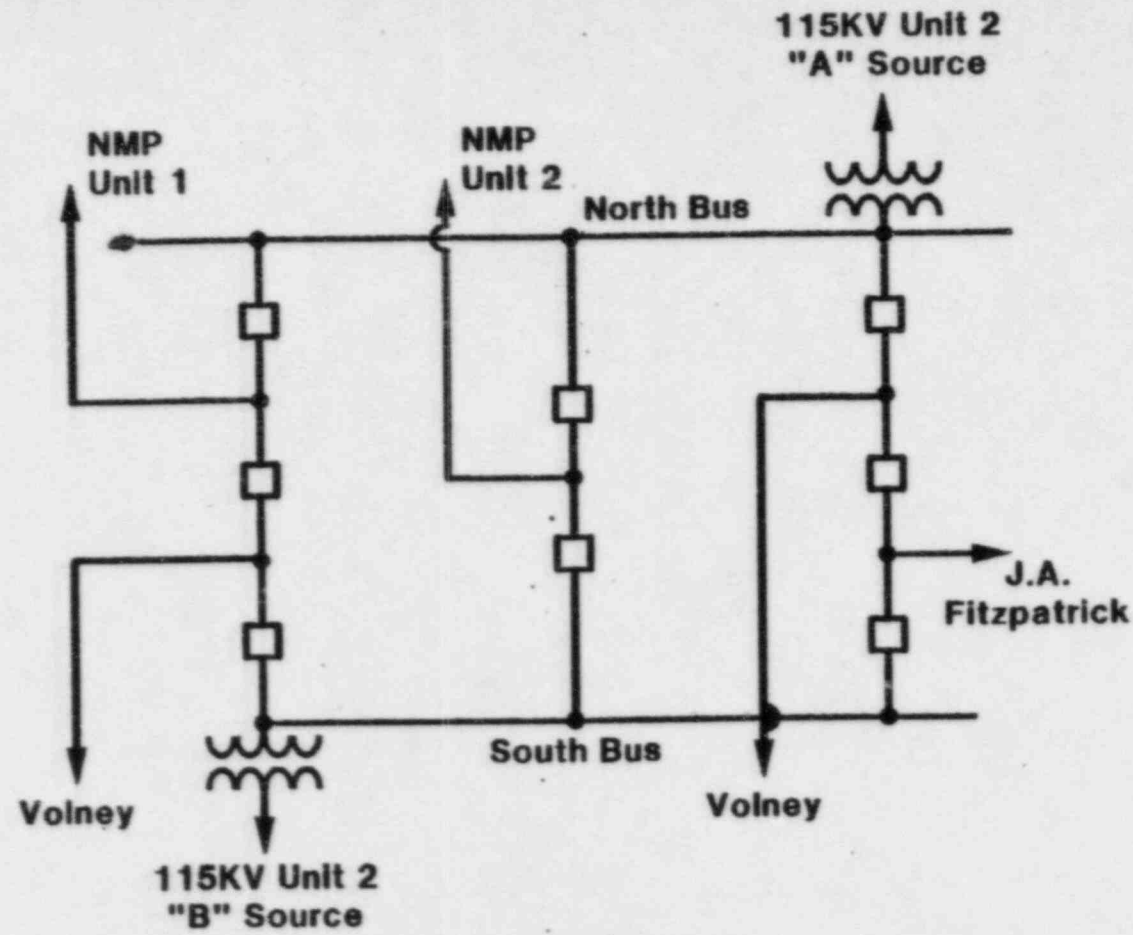 115KV Unit 2
"A" Source
NMP
Unit 1
NMP
Unit 2
North Bus
J.A.
Fitzpatrick
South Bus
Volney
Volney
115KV Unit 2
"B" Source